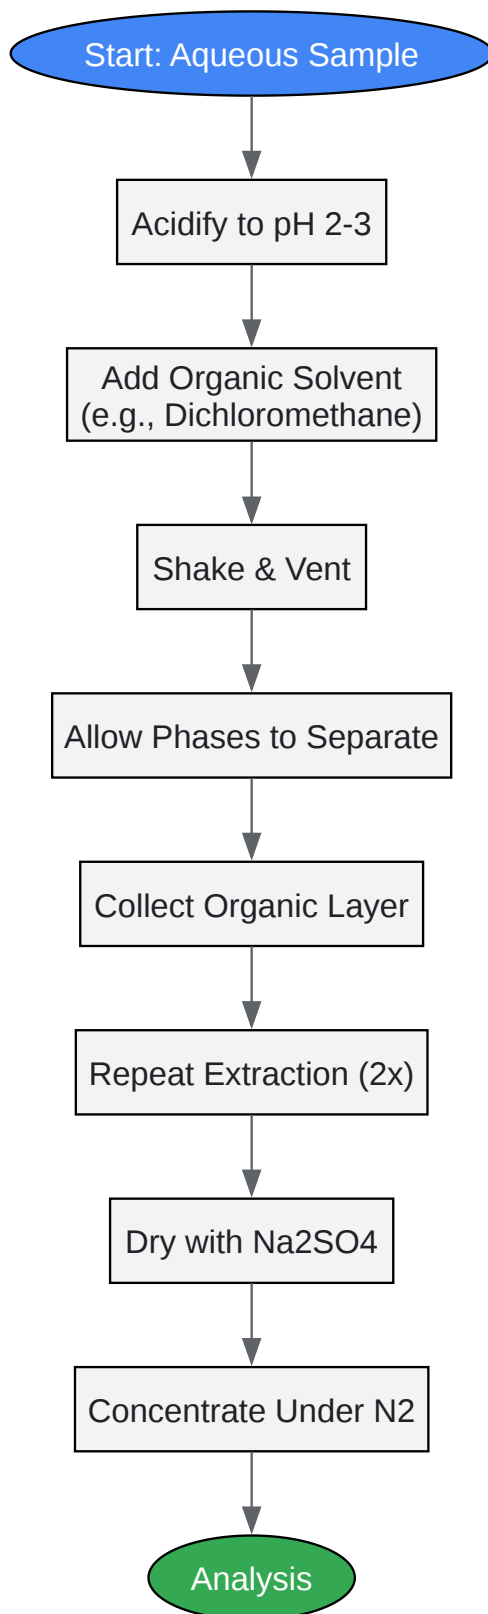 Start: Aqueous Sample
Acidify to pH 2-3
Add Organic Solvent
(e.g., Dichloromethane)
Shake & Vent
Allow Phases to Separate
Collect Organic Layer
Repeat Extraction (2x)
Dry with Na2SO4
Concentrate Under N2
Analysis